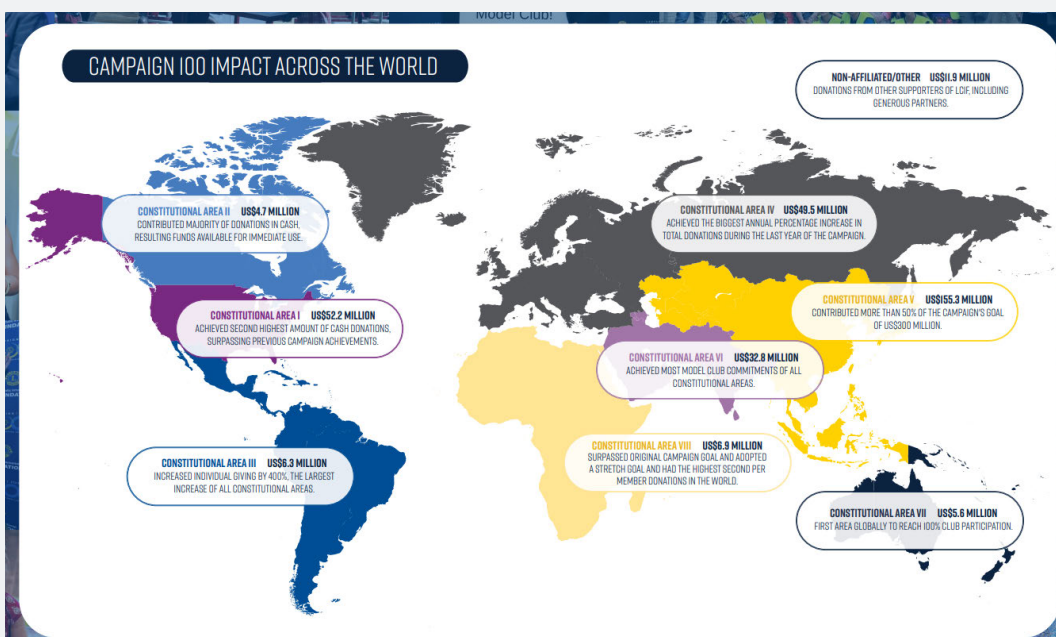 Model Club!
CAMPAIGN 100 IMPACT ACROSS THE WORLD
NON-AFFILIATED/OTHER US$11.9 MILLION
DONATIONS FROM OTHER SUPPORTERS OF LCIF, INCLUDING
GENEROUS PARTNERS.
CONSTITUTIONAL AREA II US$4.7 MILLION
CONTRIBUTED MAJORITY OF DONATIONS IN CASH,
RESULTING FUNDS AVAILABLE FOR IMMEDIATE USE.
CONSTITUTIONAL AREA IV US$49.5 MILLION
ACHIEVED THE BIGGEST ANNUAL PERCENTAGE INCREASE IN
TOTAL DONATIONS DURING THE LAST YEAR OF THE CAMPAIGN.
CONSTITUTIONAL AREA I US$52.2 MILLION
ACHIEVED SECOND HIGHEST AMOUNT OF CASH DONATIONS,
SURPASSING PREVIOUS CAMPAIGN ACHIEVEMENTS.
CONSTITUTIONAL AREA V US$155.3 MILLION
CONTRIBUTED MORE THAN 50% OF THE CAMPAIGN'S GOAL
OF US$300 MILLION.
CONSTITUTIONAL AREA VI US$32.8 MILLION
ACHIEVED MOST MODEL CLUB COMMITMENTS OF ALL
CONSTITUTIONAL AREAS.
CONSTITUTIONAL AREA III US$6.3 MILLION
INCREASED INDIVIDUAL GIVING BY 400%, THE LARGEST
INCREASE OF ALL CONSTITUTIONAL AREAS.
CONSTITUTIONAL AREA VIII US$6.9 MILLION
SURPASSED ORIGINAL CAMPAIGN GOAL AND ADOPTED
A STRETCH GOAL AND HAD THE HIGHEST SECOND PER
MEMBER DONATIONS IN THE WORLD.
CONSTITUTIONAL AREA VII US$5.6 MILLION
FIRST AREA GLOBALLY TO REACH 100% CLUB PARTICIPATION.